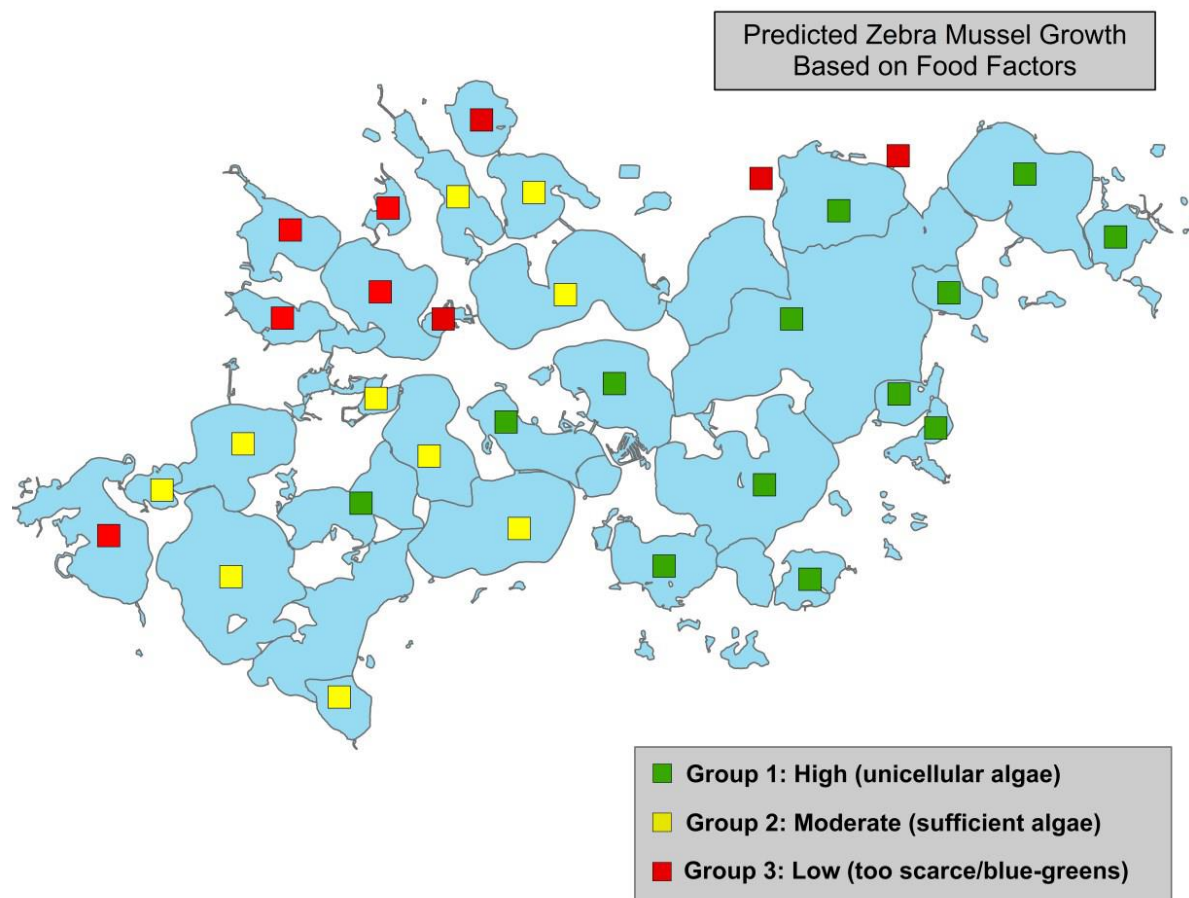 Predicted Zebra Mussel Growth
Based on Food Factors
Group 1: High (unicellular algae)
Group 2: Moderate (sufficient algae)
Group 3: Low (too scarce/blue-greens)